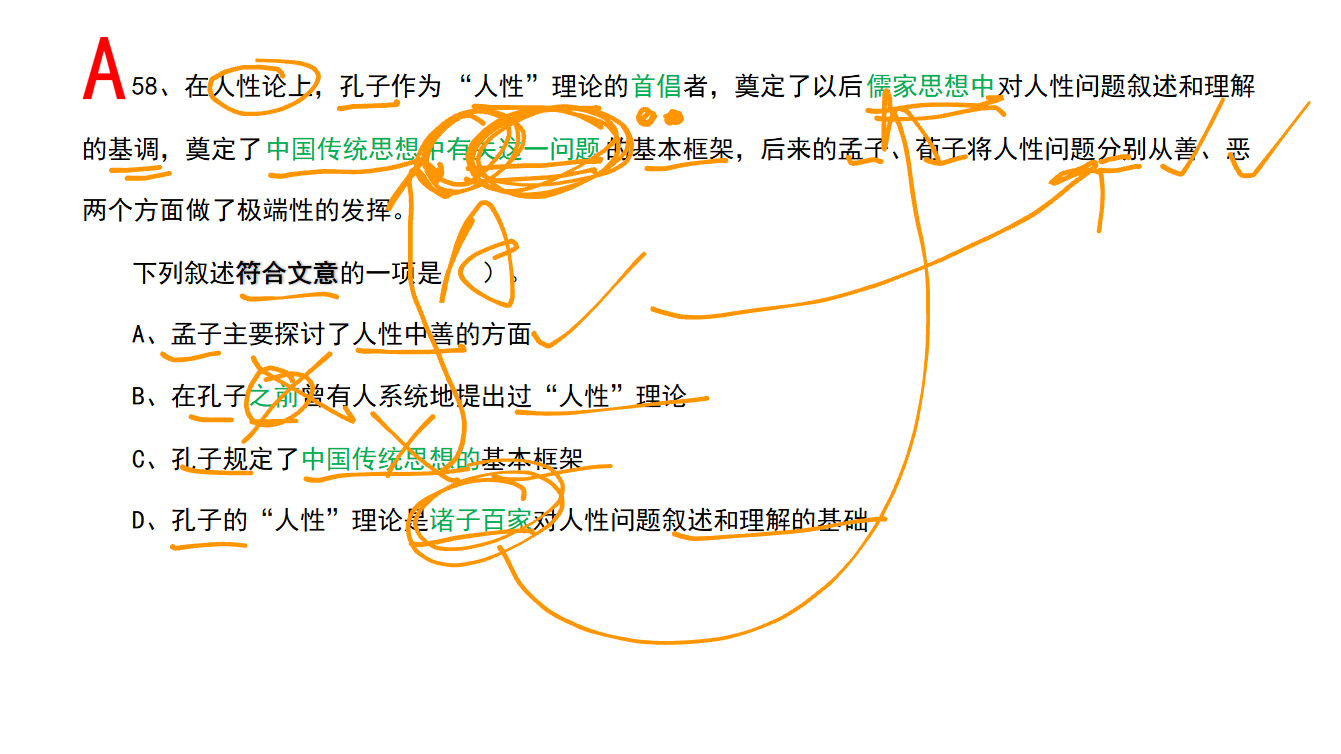 A
58、在人性论上，孔子作为“人性”理论的首倡者，奠定了以后儒家思想中对人性问题叙述和理解
的基调，奠定了中国传统思想中有关这一问题的基本框架，后来的孟子、荀子将人性问题分别从善、恶
两个方面做了极端性的发挥。
下列叙述符合文意的一项是（ ）。
A、孟子主要探讨了人性中善的方面
B、在孔子之前曾有人系统地提出过“人性”理论
C、孔子规定了中国传统思想的基本框架
D、孔子的“人性”理论是诸子百家对人性问题叙述和理解的基础